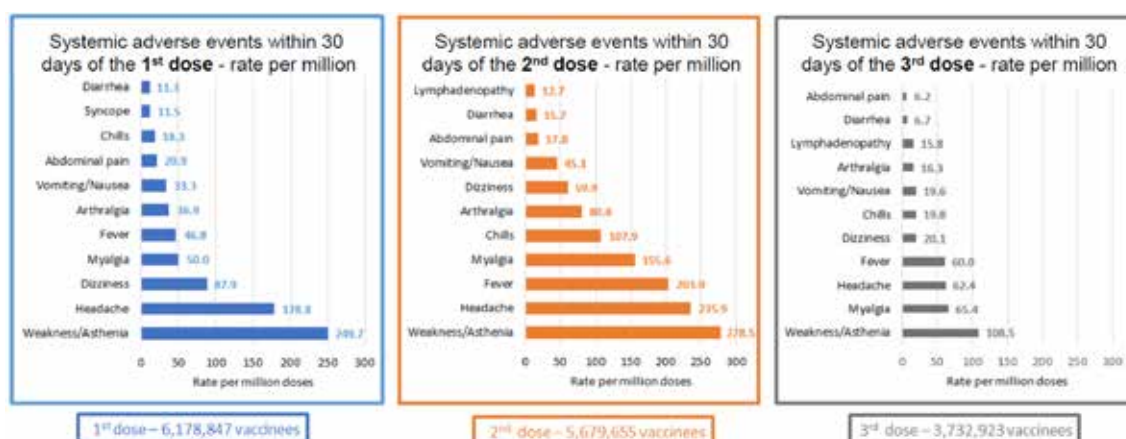 Systemic adverse events within 30
days of the 1st dose - rate per million
Diarrhea 11.3
Syncope 11.5
Chills 18.3
Abdominal pain 20.9
Vomiting/Nausea 33.3
Arthralgia 36.9
Fever 46.8
Myalgia 50.0
Dizziness 87.9
Headache
Weakness/Asthenia 249.7
0 50 100 150 200 250 300
Rate per million doses
1st dose – 6,178,847 vaccinees
Systemic adverse events within 30
days of the 2nd dose - rate per million
Lymphadenopathy 12.7
Diarrhea 15.7
Abdominal pain 17.8
Vomiting/Nausea 45.1
Dizziness
Arthralgia 80.8
Chills 107.9
Myalgia 155.6
Fever
Headache 235.9
Weakness/Asthenia 278.5
0 50 100 150 200 250 300
Rate per million doses
2nd dose – 5,679,655 vaccinees
Systemic adverse events within 30
days of the 3rd dose - rate per million
Abdominal pain 6.2
Diarrhea 6.7
Lymphadenopathy 15.8
Arthralgia 16.3
Vomiting/Nausea 19.6
Chills 19.8
Dizziness 20.1
Fever 60.0
Headache 62.4
Myalgia 65.4
Weakness/Asthenia 108.5
0 50 100 150 200 250 300
Rate per million doses
3rd dose – 3,732,923 vaccinees